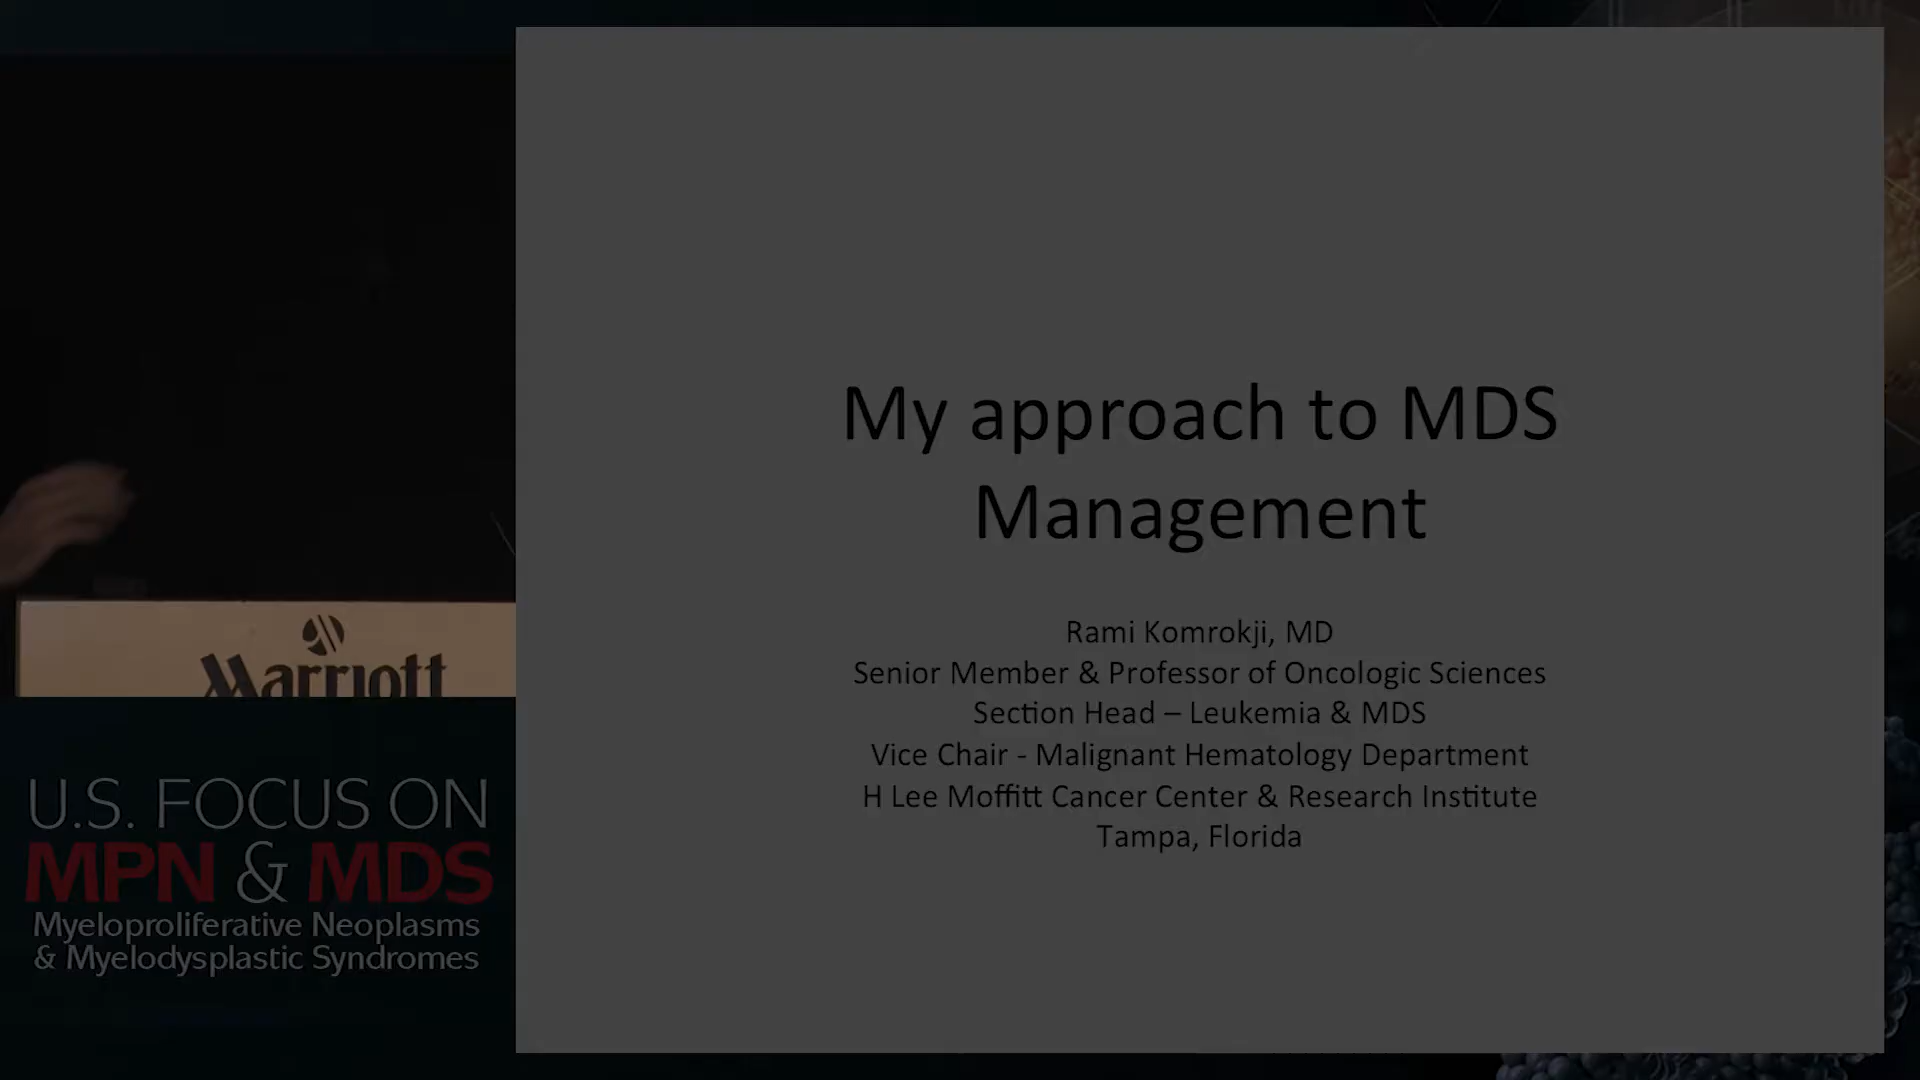 Marriott
U.S. FOCUS ON
MPN & MDS
Myeloproliferative Neoplasms
& Myelodysplastic Syndromes
My approach to MDS
Management
Rami Komrokji, MD
Senior Member & Professor of Oncologic Sciences
Section Head – Leukemia & MDS
Vice Chair - Malignant Hematology Department
H Lee Moffitt Cancer Center & Research Institute
Tampa, Florida